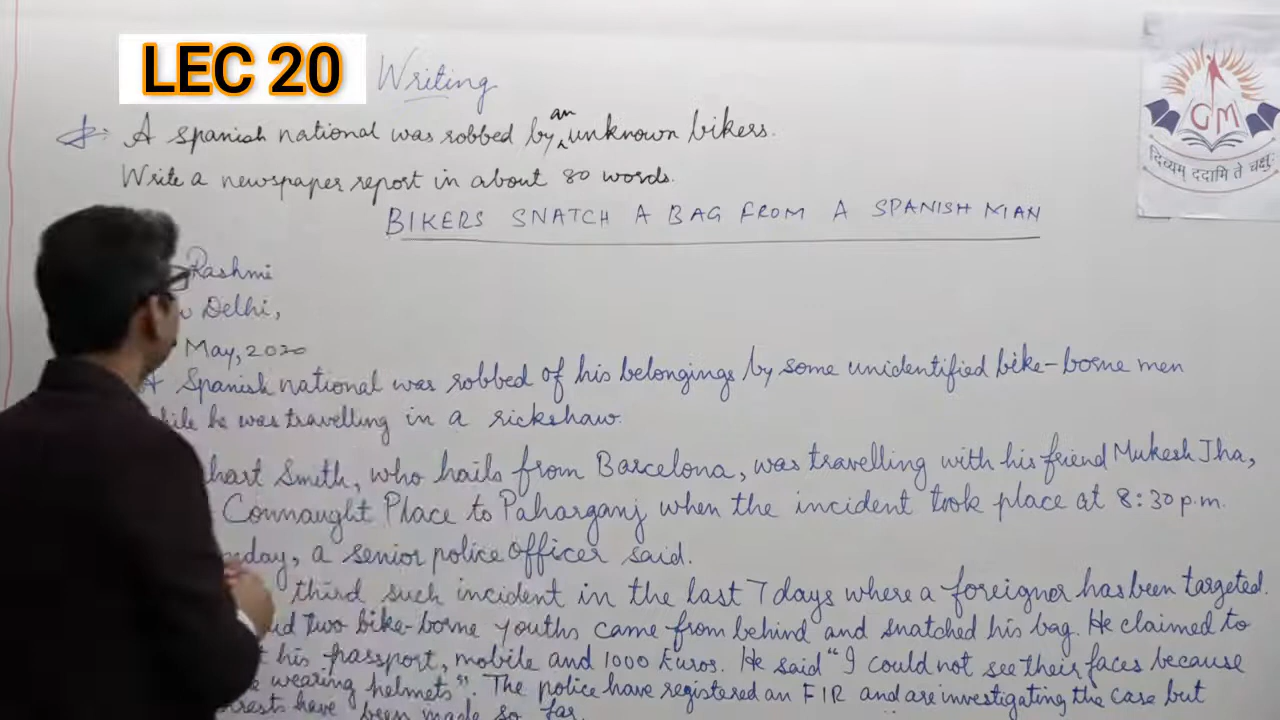 LEC 20 Writing
A Spanish national was robbed by an unknown bikers.
Write a newspaper report in about 80 words.
BIKERS SNATCH A BAG FROM A SPANISH MAN
GM
दिव्यम् ददामि ते चक्षुः
Rashmi
Delhi,
May, 2020
Spanish national was robbed of his belongings by some unidentified bike-borne men
he was travelling in a rickshaw.
Smith, who hails from Barcelona, was travelling with his friend Mukesh Jha,
Connaught Place to Paharganj when the incident took place at 8:30 p.m.
a senior police officer said.
third such incident in the last 7 days where a foreigner has been targeted.
two bike-borne youths came from behind and snatched his bag. He claimed to
his passport, mobile and 1000 Euros. He said "I could not see their faces because
wearing helmets". The police have registered an FIR and are investigating the case but
have been made so far.